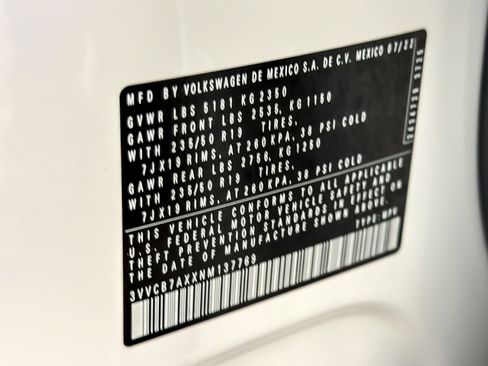 MFD BY VOLKSWAGEN DE MEXICO S.A. DE C.V. MEXICO 07/22
GVWR LBS 5181 KG 2350
GAWR FRONT LBS 2535, KG 1150
WITH 235/50 R19 TIRES,
7JX19 RIMS, AT 260 KPA, 38 PSI COLD
GAWR REAR LBS 2756, KG 1250
WITH 235/50 R19 TIRES,
7JX19 RIMS, AT 260 KPA, 38 PSI COLD
THIS VEHICLE CONFORMS TO ALL APPLICABLE
U.S. FEDERAL MOTOR VEHICLE SAFETY AND
THEFT PREVENTION STANDARDS IN EFFECT ON
THE DATE OF MANUFACTURE SHOWN ABOVE.
TYPE: MPV
3VVCB7AXXNM137769